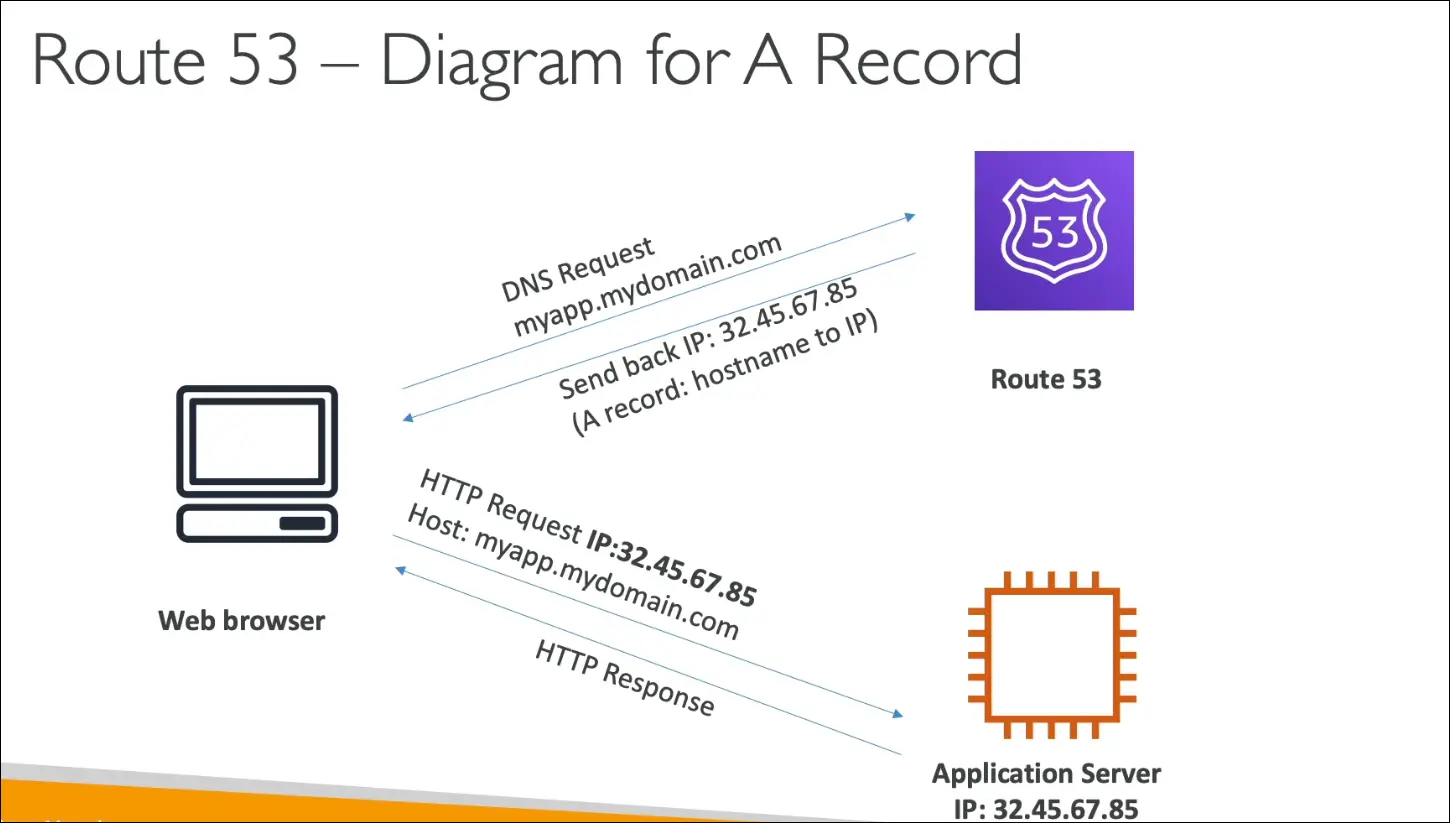 Route 53 – Diagram for A Record
53
DNS Request
myapp.mydomain.com
Send back IP: 32.45.67.85
(A record: hostname to IP)
Route 53
HTTP Request IP:32.45.67.85
Host: myapp.mydomain.com
HTTP Response
Web browser
Application Server
IP: 32.45.67.85